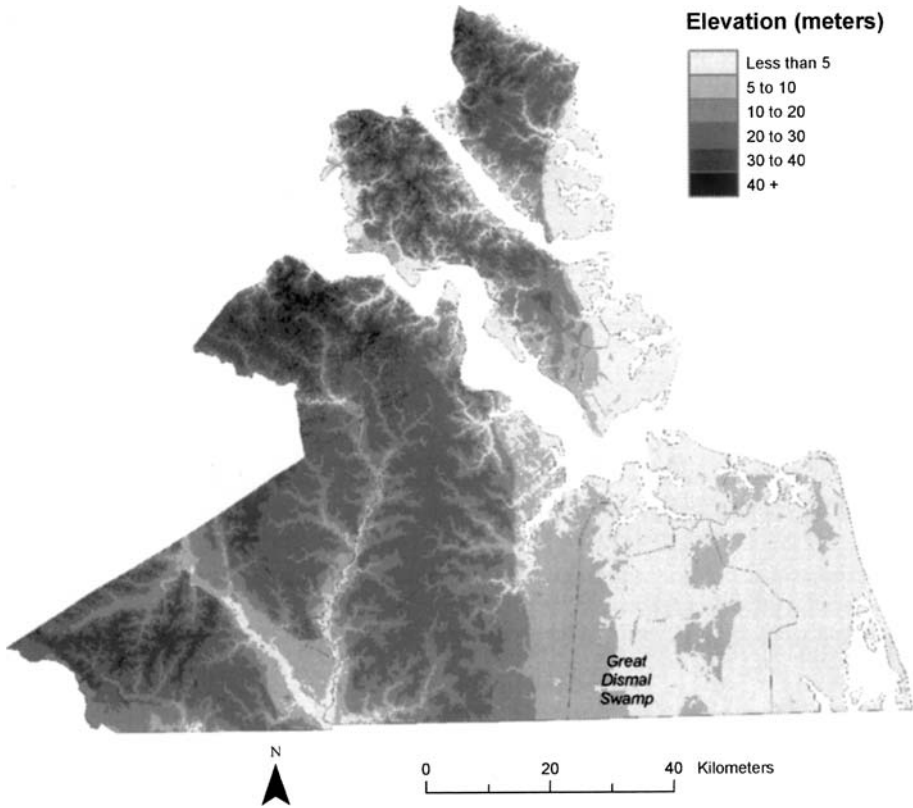 Elevation (meters)
Less than 5
5 to 10
10 to 20
20 to 30
30 to 40
40 +
Great
Dismal
Swamp
N
0 20 40 Kilometers